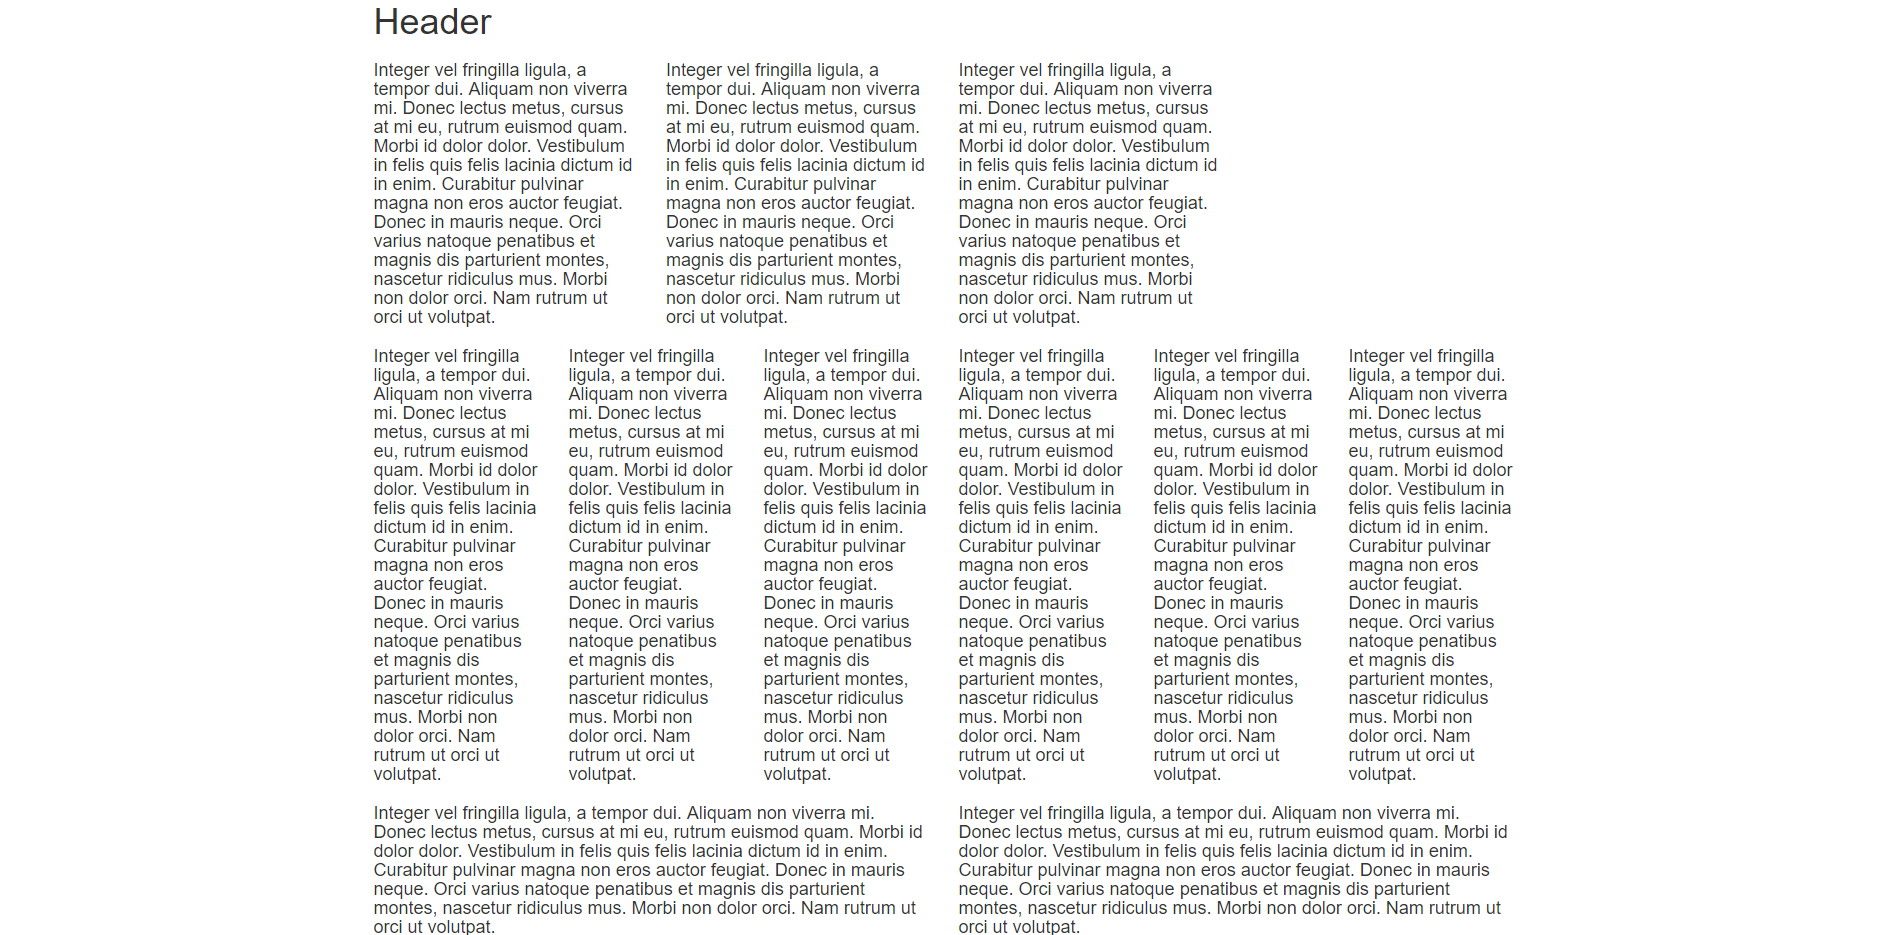 Header
Integer vel fringilla ligula, a
tempor dui. Aliquam non viverra
mi. Donec lectus metus, cursus
at mi eu, rutrum euismod quam.
Morbi id dolor dolor. Vestibulum
in felis quis felis lacinia dictum id
in enim. Curabitur pulvinar
magna non eros auctor feugiat.
Donec in mauris neque. Orci
varius natoque penatibus et
magnis dis parturient montes,
nascetur ridiculus mus. Morbi
non dolor orci. Nam rutrum ut
orci ut volutpat.
Integer vel fringilla ligula, a
tempor dui. Aliquam non viverra
mi. Donec lectus metus, cursus
at mi eu, rutrum euismod quam.
Morbi id dolor dolor. Vestibulum
in felis quis felis lacinia dictum id
in enim. Curabitur pulvinar
magna non eros auctor feugiat.
Donec in mauris neque. Orci
varius natoque penatibus et
magnis dis parturient montes,
nascetur ridiculus mus. Morbi
non dolor orci. Nam rutrum ut
orci ut volutpat.
Integer vel fringilla ligula, a
tempor dui. Aliquam non viverra
mi. Donec lectus metus, cursus
at mi eu, rutrum euismod quam.
Morbi id dolor dolor. Vestibulum
in felis quis felis lacinia dictum id
in enim. Curabitur pulvinar
magna non eros auctor feugiat.
Donec in mauris neque. Orci
varius natoque penatibus et
magnis dis parturient montes,
nascetur ridiculus mus. Morbi
non dolor orci. Nam rutrum ut
orci ut volutpat.
Integer vel fringilla
ligula, a tempor dui.
Aliquam non viverra
mi. Donec lectus
metus, cursus at mi
eu, rutrum euismod
quam. Morbi id dolor
dolor. Vestibulum in
felis quis felis lacinia
dictum id in enim.
Curabitur pulvinar
magna non eros
auctor feugiat.
Donec in mauris
neque. Orci varius
natoque penatibus
et magnis dis
parturient montes,
nascetur ridiculus
mus. Morbi non
dolor orci. Nam
rutrum ut orci ut
volutpat.
Integer vel fringilla
ligula, a tempor dui.
Aliquam non viverra
mi. Donec lectus
metus, cursus at mi
eu, rutrum euismod
quam. Morbi id dolor
dolor. Vestibulum in
felis quis felis lacinia
dictum id in enim.
Curabitur pulvinar
magna non eros
auctor feugiat.
Donec in mauris
neque. Orci varius
natoque penatibus
et magnis dis
parturient montes,
nascetur ridiculus
mus. Morbi non
dolor orci. Nam
rutrum ut orci ut
volutpat.
Integer vel fringilla
ligula, a tempor dui.
Aliquam non viverra
mi. Donec lectus
metus, cursus at mi
eu, rutrum euismod
quam. Morbi id dolor
dolor. Vestibulum in
felis quis felis lacinia
dictum id in enim.
Curabitur pulvinar
magna non eros
auctor feugiat.
Donec in mauris
neque. Orci varius
natoque penatibus
et magnis dis
parturient montes,
nascetur ridiculus
mus. Morbi non
dolor orci. Nam
rutrum ut orci ut
volutpat.
Integer vel fringilla
ligula, a tempor dui.
Aliquam non viverra
mi. Donec lectus
metus, cursus at mi
eu, rutrum euismod
quam. Morbi id dolor
dolor. Vestibulum in
felis quis felis lacinia
dictum id in enim.
Curabitur pulvinar
magna non eros
auctor feugiat.
Donec in mauris
neque. Orci varius
natoque penatibus
et magnis dis
parturient montes,
nascetur ridiculus
mus. Morbi non
dolor orci. Nam
rutrum ut orci ut
volutpat.
Integer vel fringilla
ligula, a tempor dui.
Aliquam non viverra
mi. Donec lectus
metus, cursus at mi
eu, rutrum euismod
quam. Morbi id dolor
dolor. Vestibulum in
felis quis felis lacinia
dictum id in enim.
Curabitur pulvinar
magna non eros
auctor feugiat.
Donec in mauris
neque. Orci varius
natoque penatibus
et magnis dis
parturient montes,
nascetur ridiculus
mus. Morbi non
dolor orci. Nam
rutrum ut orci ut
volutpat.
Integer vel fringilla
ligula, a tempor dui.
Aliquam non viverra
mi. Donec lectus
metus, cursus at mi
eu, rutrum euismod
quam. Morbi id dolor
dolor. Vestibulum in
felis quis felis lacinia
dictum id in enim.
Curabitur pulvinar
magna non eros
auctor feugiat.
Donec in mauris
neque. Orci varius
natoque penatibus
et magnis dis
parturient montes,
nascetur ridiculus
mus. Morbi non
dolor orci. Nam
rutrum ut orci ut
volutpat.
Integer vel fringilla ligula, a tempor dui. Aliquam non viverra mi.
Donec lectus metus, cursus at mi eu, rutrum euismod quam. Morbi id
dolor dolor. Vestibulum in felis quis felis lacinia dictum id in enim.
Curabitur pulvinar magna non eros auctor feugiat. Donec in mauris
neque. Orci varius natoque penatibus et magnis dis parturient
montes, nascetur ridiculus mus. Morbi non dolor orci. Nam rutrum ut
orci ut volutpat.
Integer vel fringilla ligula, a tempor dui. Aliquam non viverra mi.
Donec lectus metus, cursus at mi eu, rutrum euismod quam. Morbi id
dolor dolor. Vestibulum in felis quis felis lacinia dictum id in enim.
Curabitur pulvinar magna non eros auctor feugiat. Donec in mauris
neque. Orci varius natoque penatibus et magnis dis parturient
montes, nascetur ridiculus mus. Morbi non dolor orci. Nam rutrum ut
orci ut volutpat.